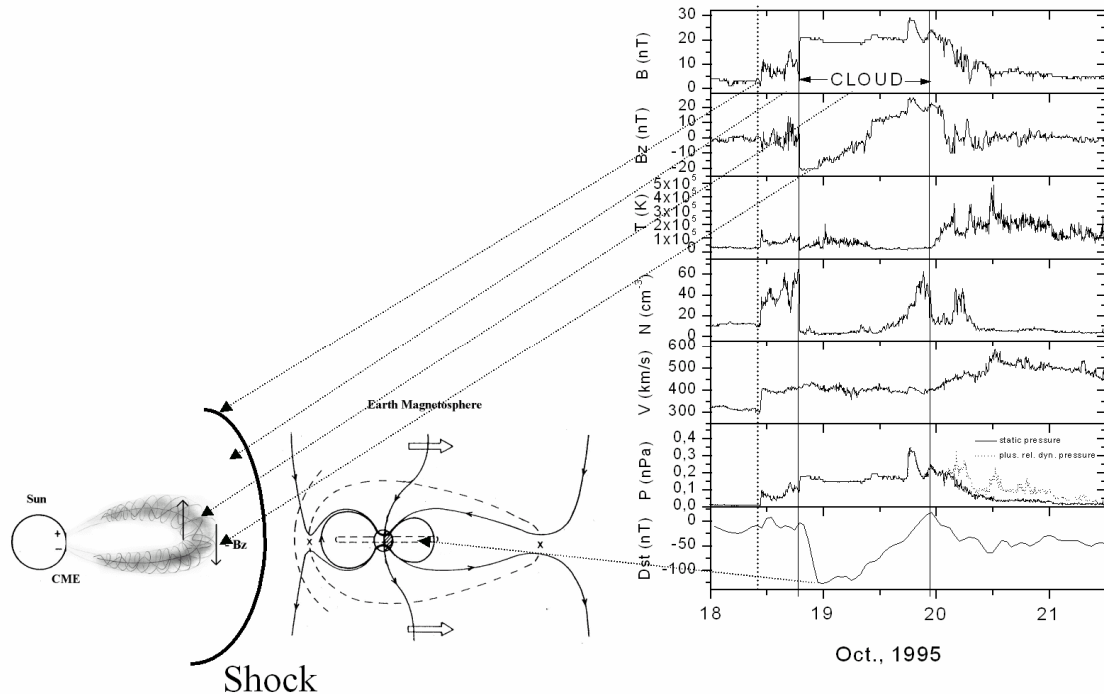 30
20
10
0
B (nT)
CLOUD
20
10
0
-10
-20
Bz (nT)
5x10^5
4x10^5
3x10^5
2x10^5
1x10^5
0
T (K)
60
40
20
0
N (cm^-3)
600
500
400
300
V (km/s)
0,4
0,3
0,2
0,1
0,0
P (nPa)
static pressure
plus. rel. dyn. pressure
0
-50
-100
Dst (nT)
18 19 20 21
Oct., 1995
Earth Magnetosphere
Sun
+
−
CME
- Bz
x
x
Shock